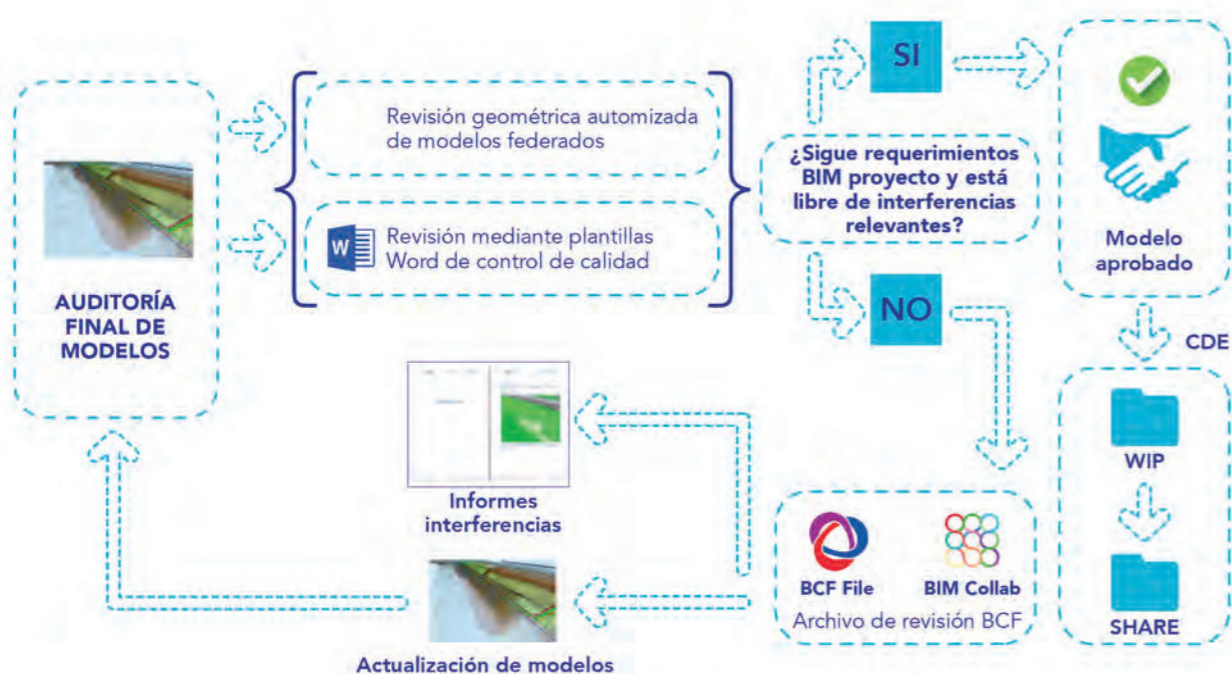 AUDITORÍA
FINAL DE
MODELOS
Revisión geométrica automizada
de modelos federados
W
Revisión mediante plantillas
Word de control de calidad
SI
¿Sigue requerimientos
BIM proyecto y está
libre de interferencias
relevantes?
NO
Modelo
aprobado
CDE
WIP
SHARE
BCF File
BIM Collab
Archivo de revisión BCF
Informes
interferencias
Actualización de modelos